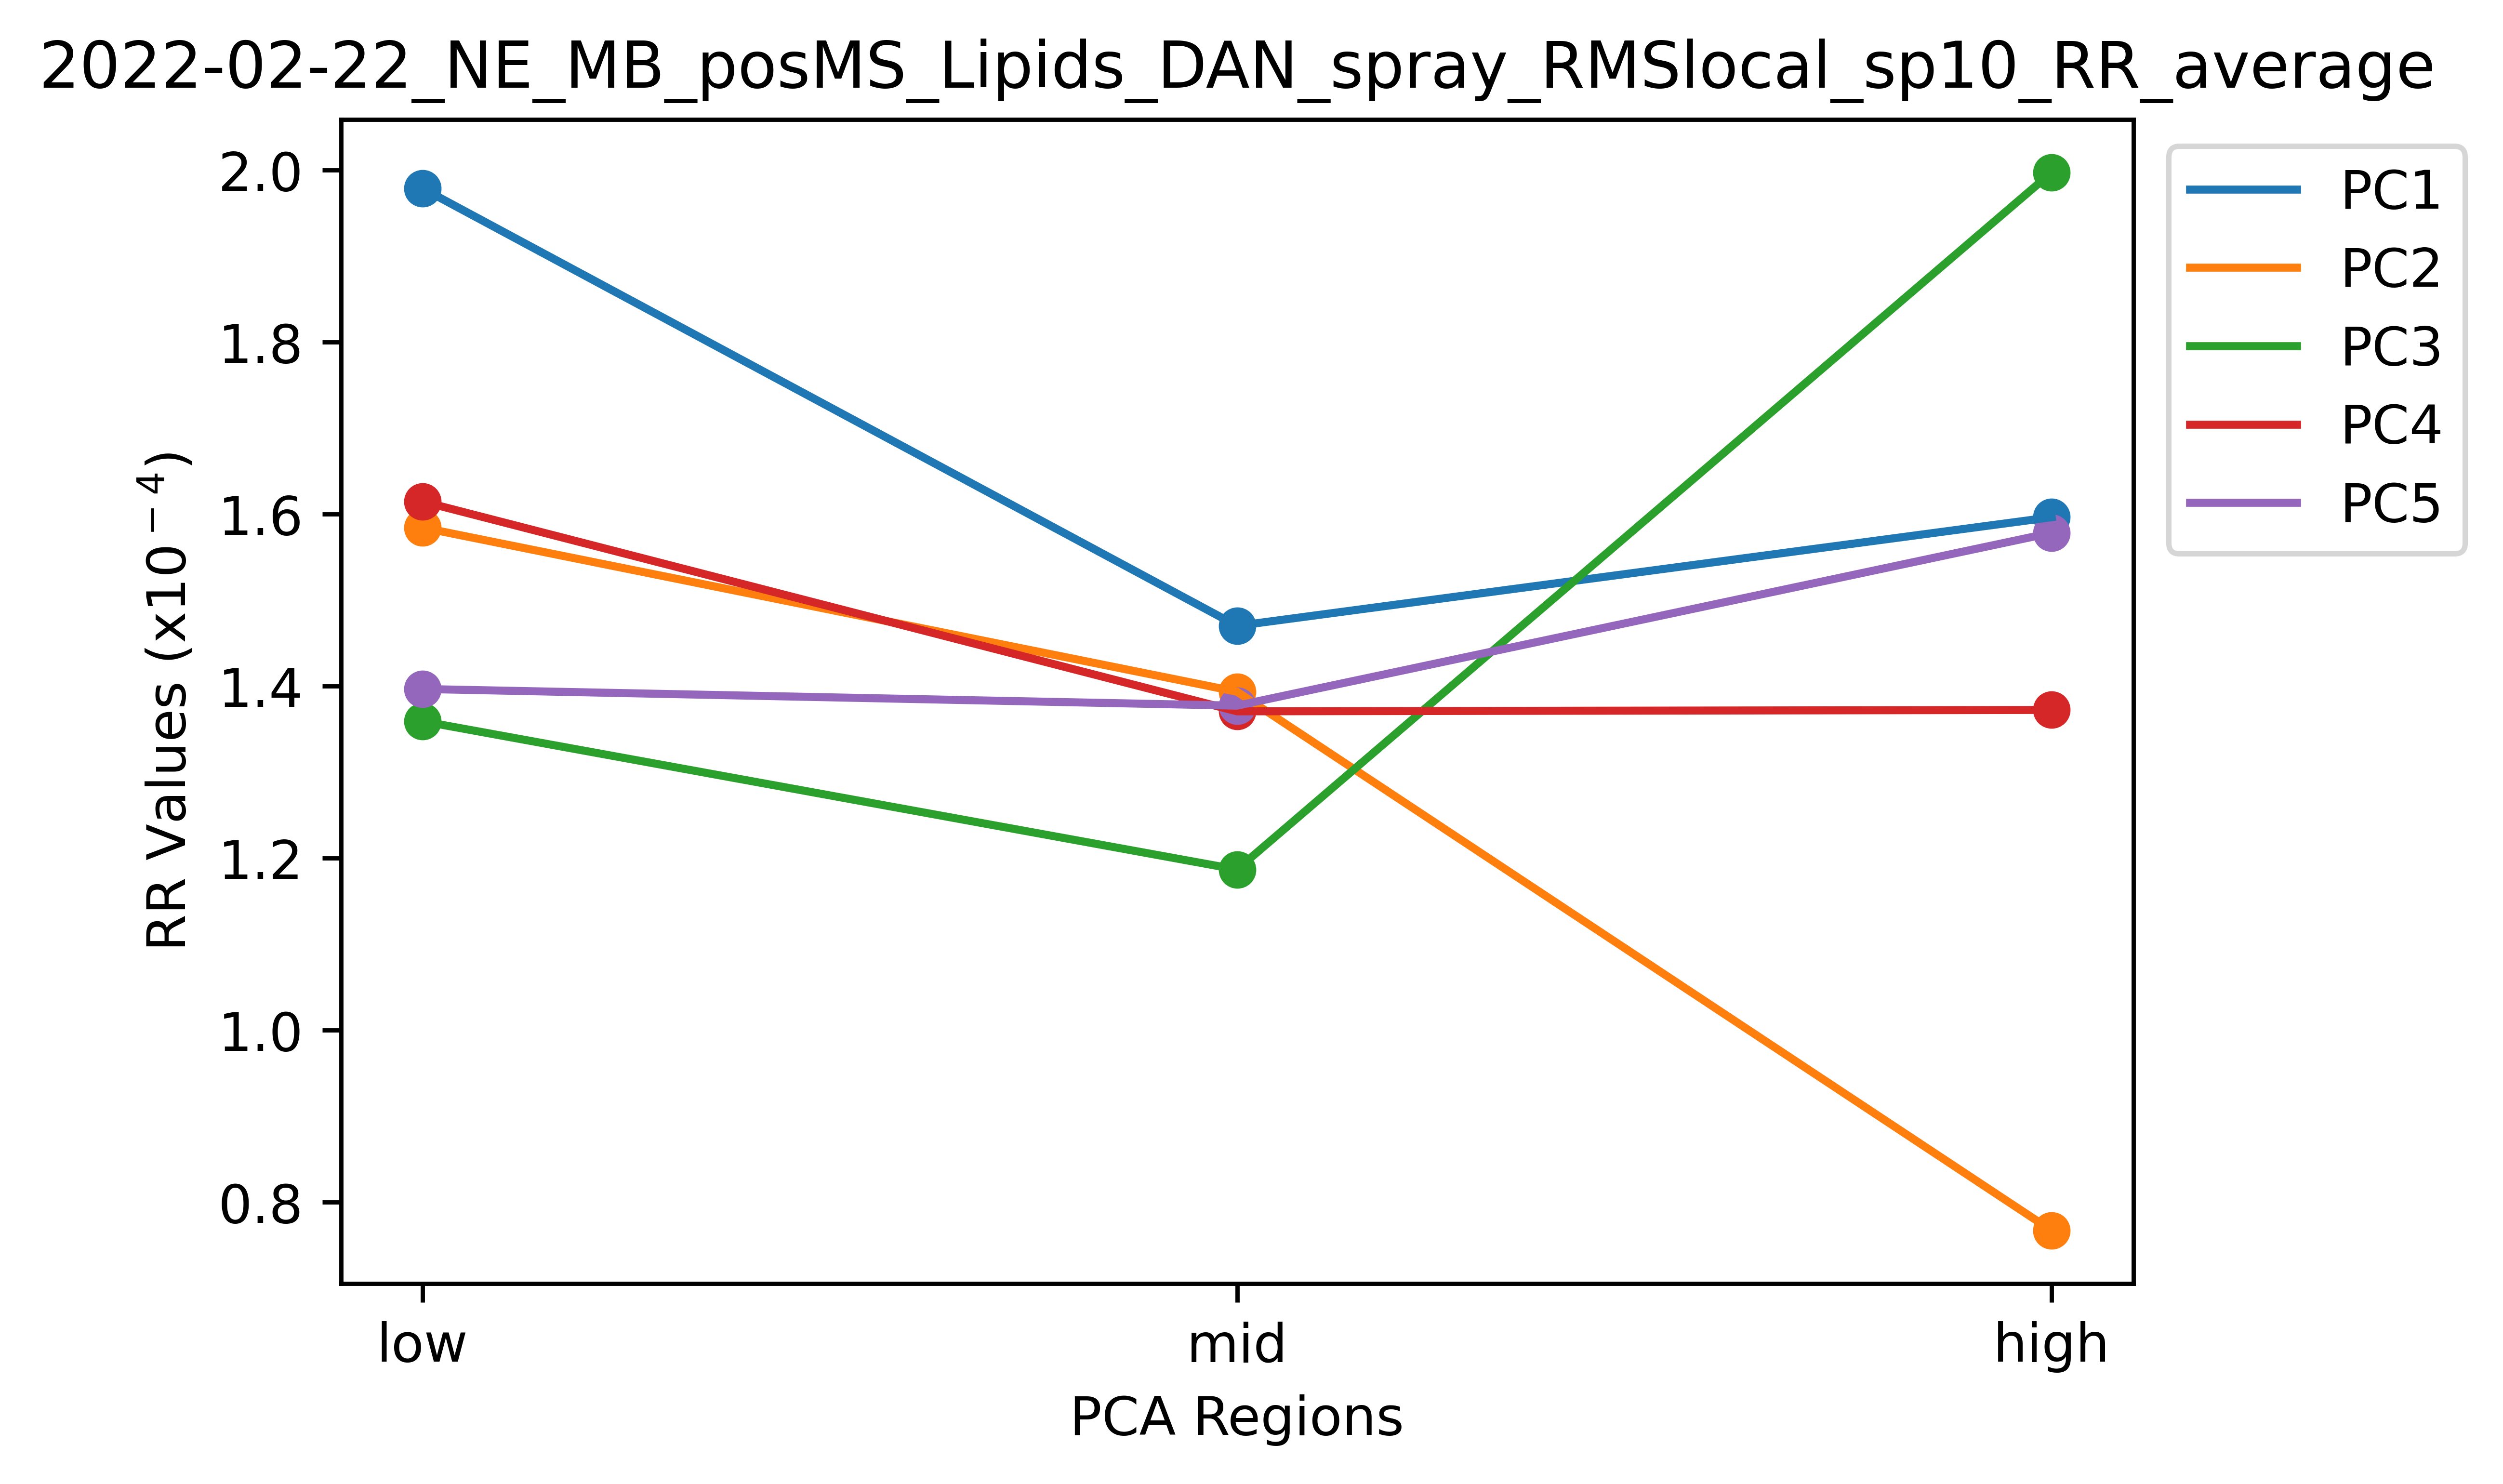 2022-02-22_NE_MB_posMS_Lipids_DAN_spray_RMSlocal_sp10_RR_average
2.0
1.8
1.6
1.4
1.2
1.0
0.8
RR Values (x10⁻⁴)
low
mid
high
PCA Regions
PC1
PC2
PC3
PC4
PC5